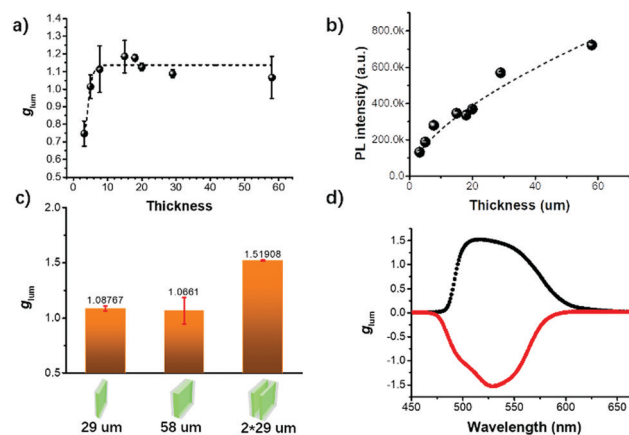 a)
1.4
1.3
1.2
1.1
1.0
0.9
0.8
0.7
0.6
0.5
g_lum
0 10 20 30 40 50 60
Thickness
b)
800.0k
600.0k
400.0k
200.0k
0.0
PL intensity (a.u.)
0 20 40 60
Thickness (um)
c)
2.0
1.5
1.0
0.5
g_lum
1.08767
1.0661
1.51908
29 um 58 um 2*29 um
d)
1.5
1.0
0.5
0.0
-0.5
-1.0
-1.5
g_lum
450 500 550 600 650
Wavelength (nm)